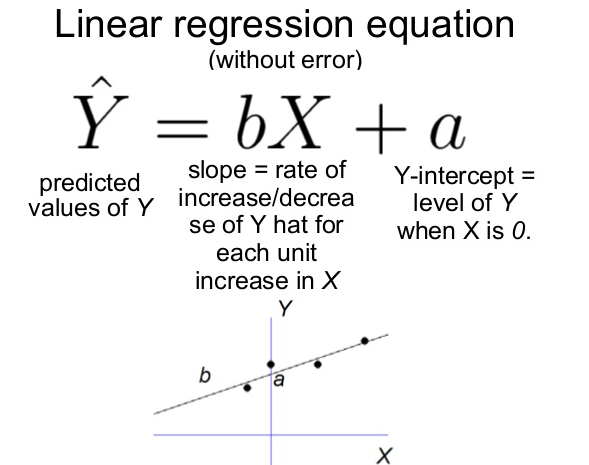 Linear regression equation
(without error)
Ŷ = bX + a
predicted
values of Y
slope = rate of
increase/decrea
se of Y hat for
each unit
increase in X
Y-intercept =
level of Y
when X is 0.
Y
b
a
X